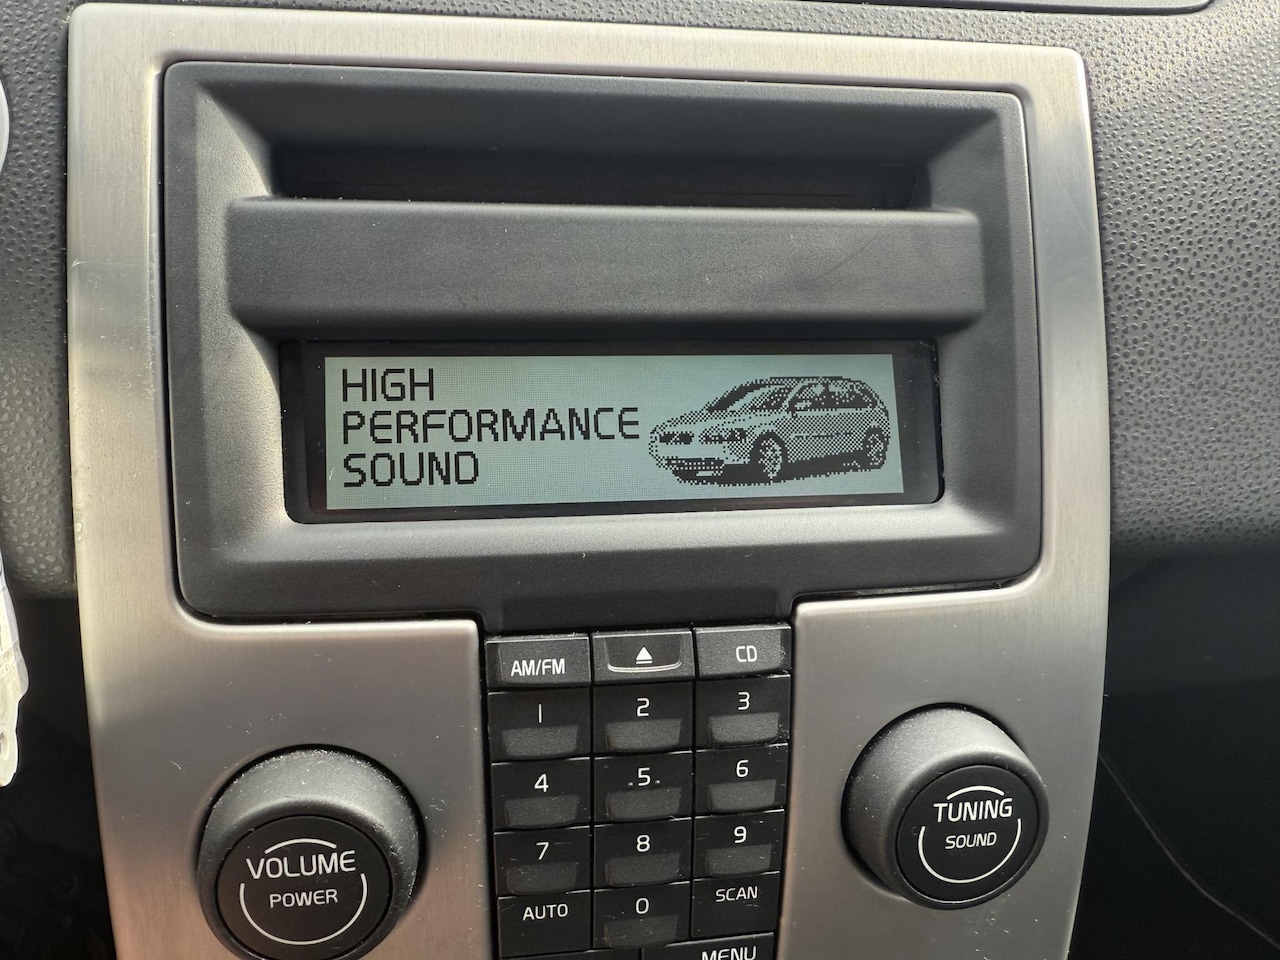 HIGH
PERFORMANCE
SOUND
AM/FM
CD
1
2
3
4
5
6
7
8
9
AUTO
0
SCAN
MENU
VOLUME
POWER
TUNING
SOUND